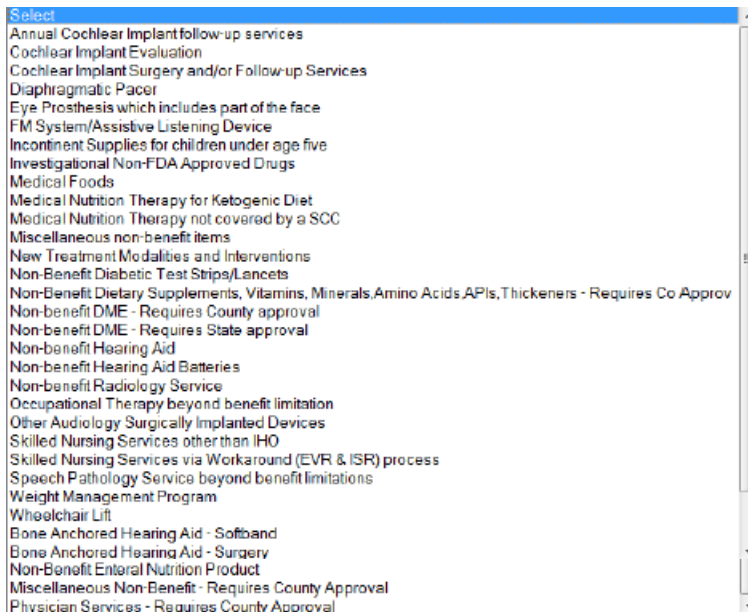 Select
Annual Cochlear Implant follow-up services
Cochlear Implant Evaluation
Cochlear Implant Surgery and/or Follow-up Services
Diaphragmatic Pacer
Eye Prosthesis which includes part of the face
FM System/Assistive Listening Device
Incontinent Supplies for children under age five
Investigational Non-FDA Approved Drugs
Medical Foods
Medical Nutrition Therapy for Ketogenic Diet
Medical Nutrition Therapy not covered by a SCC
Miscellaneous non-benefit items
New Treatment Modalities and Interventions
Non-Benefit Diabetic Test Strips/Lancets
Non-Benefit Dietary Supplements, Vitamins, Minerals,Amino Acids,APIs,Thickeners - Requires Co Approv
Non-benefit DME - Requires County approval
Non-benefit DME - Requires State approval
Non-benefit Hearing Aid
Non-benefit Hearing Aid Batteries
Non-benefit Radiology Service
Occupational Therapy beyond benefit limitation
Other Audiology Surgically Implanted Devices
Skilled Nursing Services other than IHO
Skilled Nursing Services via Workaround (EVR & ISR) process
Speech Pathology Service beyond benefit limitations
Weight Management Program
Wheelchair Lift
Bone Anchored Hearing Aid - Softband
Bone Anchored Hearing Aid - Surgery
Non-Benefit Enteral Nutrition Product
Miscellaneous Non-Benefit - Requires County Approval
Physician Services - Requires County Approval